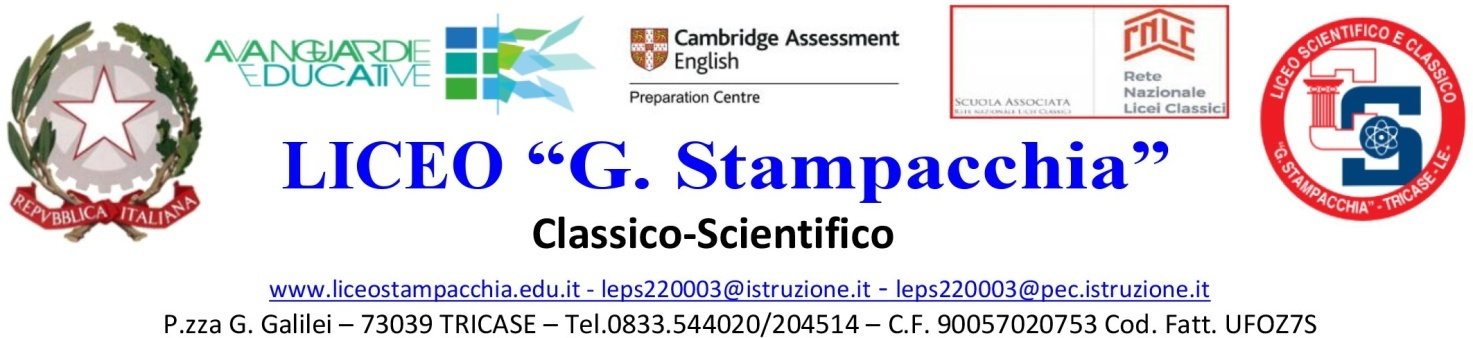 REPVBBLICA ITALIANA
AVANGUARDIE
EDUCATIVE
Cambridge Assessment
English
Preparation Centre
SCUOLA ASSOCIATA
RETE NAZIONALE LICEI CLASSICI
RNLC
Rete
Nazionale
Licei Classici
LICEO SCIENTIFICO E CLASSICO
"G. STAMPACCHIA" - TRICASE - LE -
LICEO “G. Stampacchia”
Classico-Scientifico
www.liceostampacchia.edu.it - leps220003@istruzione.it - leps220003@pec.istruzione.it
P.zza G. Galilei – 73039 TRICASE – Tel.0833.544020/204514 – C.F. 90057020753 Cod. Fatt. UFOZ7S